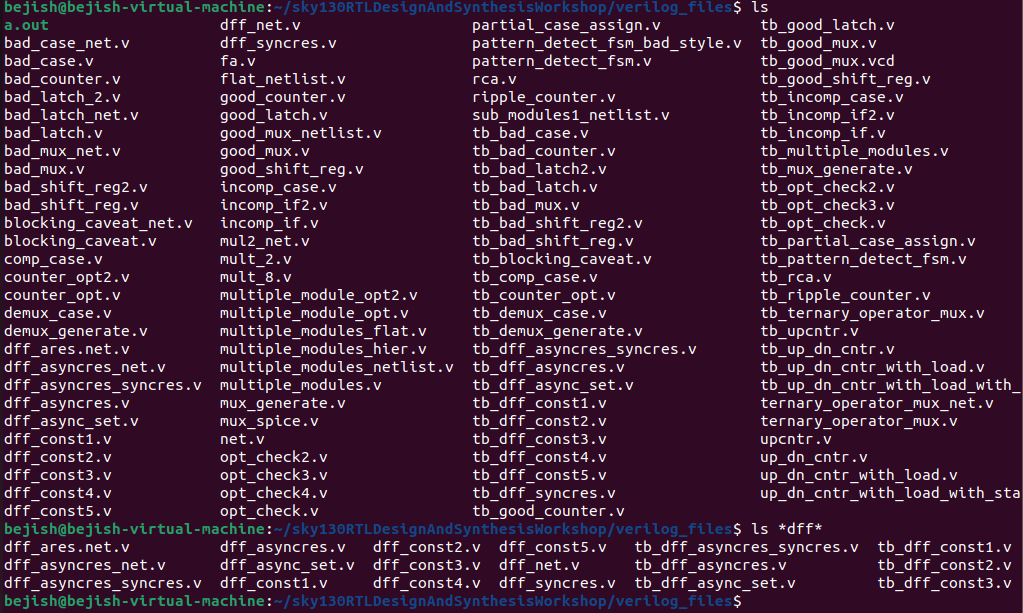 bejish@bejish-virtual-machine:~/sky130RTLDesignAndSynthesisWorkshop/verilog_files$ ls
a.out dff_net.v partial_case_assign.v tb_good_latch.v
bad_case_net.v dff_syncres.v pattern_detect_fsm_bad_style.v tb_good_mux.v
bad_case.v fa.v pattern_detect_fsm.v tb_good_mux.vcd
bad_counter.v flat_netlist.v rca.v tb_good_shift_reg.v
bad_latch_2.v good_counter.v ripple_counter.v tb_incomp_case.v
bad_latch_net.v good_latch.v sub_modules1_netlist.v tb_incomp_if2.v
bad_latch.v good_mux_netlist.v tb_bad_case.v tb_incomp_if.v
bad_mux_net.v good_mux.v tb_bad_counter.v tb_multiple_modules.v
bad_mux.v good_shift_reg.v tb_bad_latch2.v tb_mux_generate.v
bad_shift_reg2.v incomp_case.v tb_bad_latch.v tb_opt_check2.v
bad_shift_reg.v incomp_if2.v tb_bad_mux.v tb_opt_check3.v
blocking_caveat_net.v incomp_if.v tb_bad_shift_reg2.v tb_opt_check.v
blocking_caveat.v mul2_net.v tb_bad_shift_reg.v tb_partial_case_assign.v
comp_case.v mult_2.v tb_blocking_caveat.v tb_pattern_detect_fsm.v
counter_opt2.v mult_8.v tb_comp_case.v tb_rca.v
counter_opt.v multiple_module_opt2.v tb_counter_opt.v tb_ripple_counter.v
demux_case.v multiple_module_opt.v tb_demux_case.v tb_ternary_operator_mux.v
demux_generate.v multiple_modules_flat.v tb_demux_generate.v tb_upcntr.v
dff_ares.net.v multiple_modules_hier.v tb_dff_asyncres_syncres.v tb_up_dn_cntr.v
dff_asyncres_net.v multiple_modules_netlist.v tb_dff_asyncres.v tb_up_dn_cntr_with_load.v
dff_asyncres_syncres.v multiple_modules.v tb_dff_async_set.v tb_up_dn_cntr_with_load_with_
dff_asyncres.v mux_generate.v tb_dff_const1.v ternary_operator_mux_net.v
dff_async_set.v mux_spice.v tb_dff_const2.v ternary_operator_mux.v
dff_const1.v net.v tb_dff_const3.v upcntr.v
dff_const2.v opt_check2.v tb_dff_const4.v up_dn_cntr.v
dff_const3.v opt_check3.v tb_dff_const5.v up_dn_cntr_with_load.v
dff_const4.v opt_check4.v tb_dff_syncres.v up_dn_cntr_with_load_with_sta
dff_const5.v opt_check.v tb_good_counter.v
bejish@bejish-virtual-machine:~/sky130RTLDesignAndSynthesisWorkshop/verilog_files$ ls *dff*
dff_ares.net.v dff_asyncres.v dff_const2.v dff_const5.v tb_dff_asyncres_syncres.v tb_dff_const1.v
dff_asyncres_net.v dff_async_set.v dff_const3.v dff_net.v tb_dff_asyncres.v tb_dff_const2.v
dff_asyncres_syncres.v dff_const1.v dff_const4.v dff_syncres.v tb_dff_async_set.v tb_dff_const3.v
bejish@bejish-virtual-machine:~/sky130RTLDesignAndSynthesisWorkshop/verilog_files$